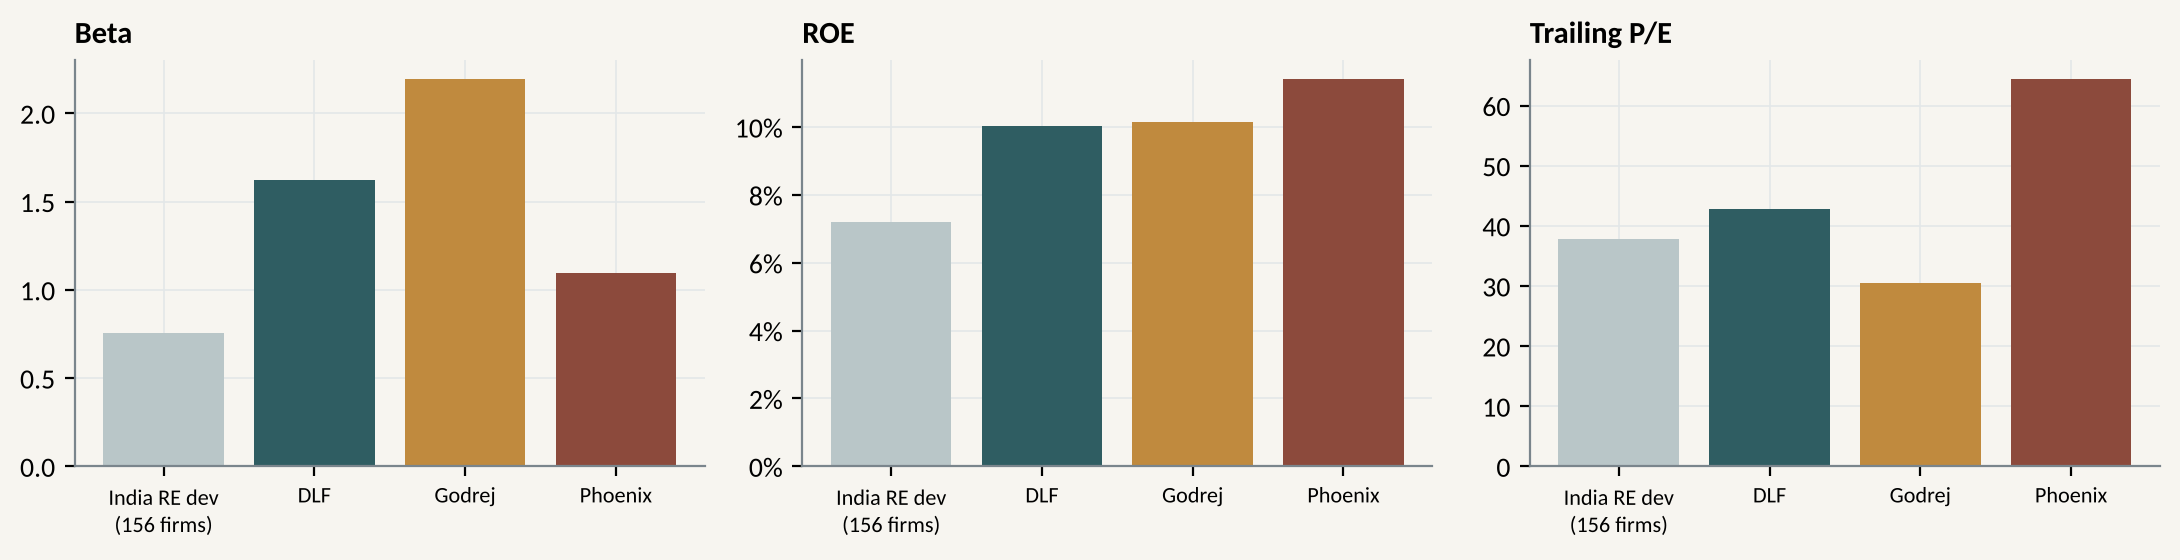 Beta
2.0
1.5
1.0
0.5
0.0
India RE dev
(156 firms)
DLF
Godrej
Phoenix
ROE
10%
8%
6%
4%
2%
0%
India RE dev
(156 firms)
DLF
Godrej
Phoenix
Trailing P/E
60
50
40
30
20
10
0
India RE dev
(156 firms)
DLF
Godrej
Phoenix